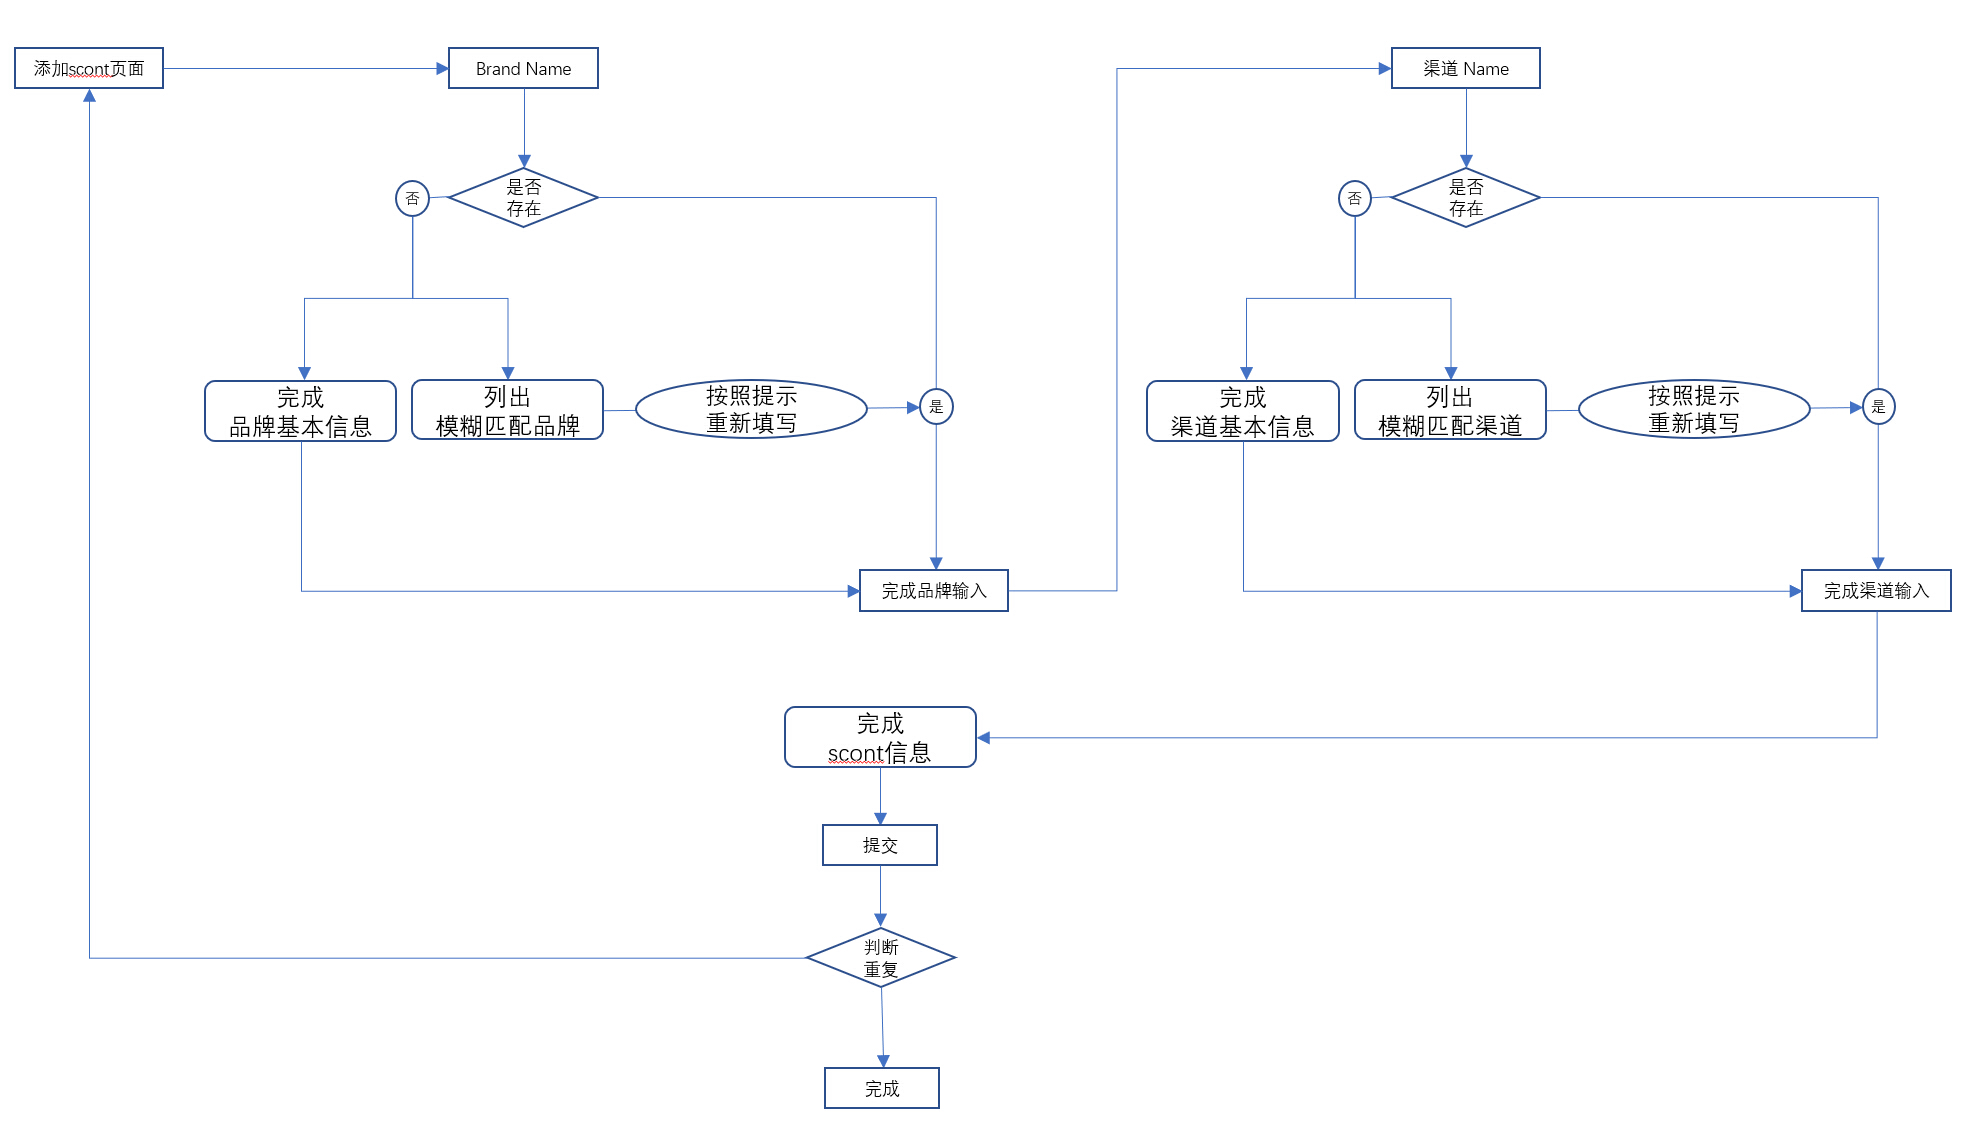 添加scont页面
Brand Name
渠道 Name
否
是否
存在
否
是否
存在
完成
品牌基本信息
列出
模糊匹配品牌
按照提示
重新填写
是
完成
渠道基本信息
列出
模糊匹配渠道
按照提示
重新填写
是
完成品牌输入
完成渠道输入
完成
scont信息
提交
判断
重复
完成